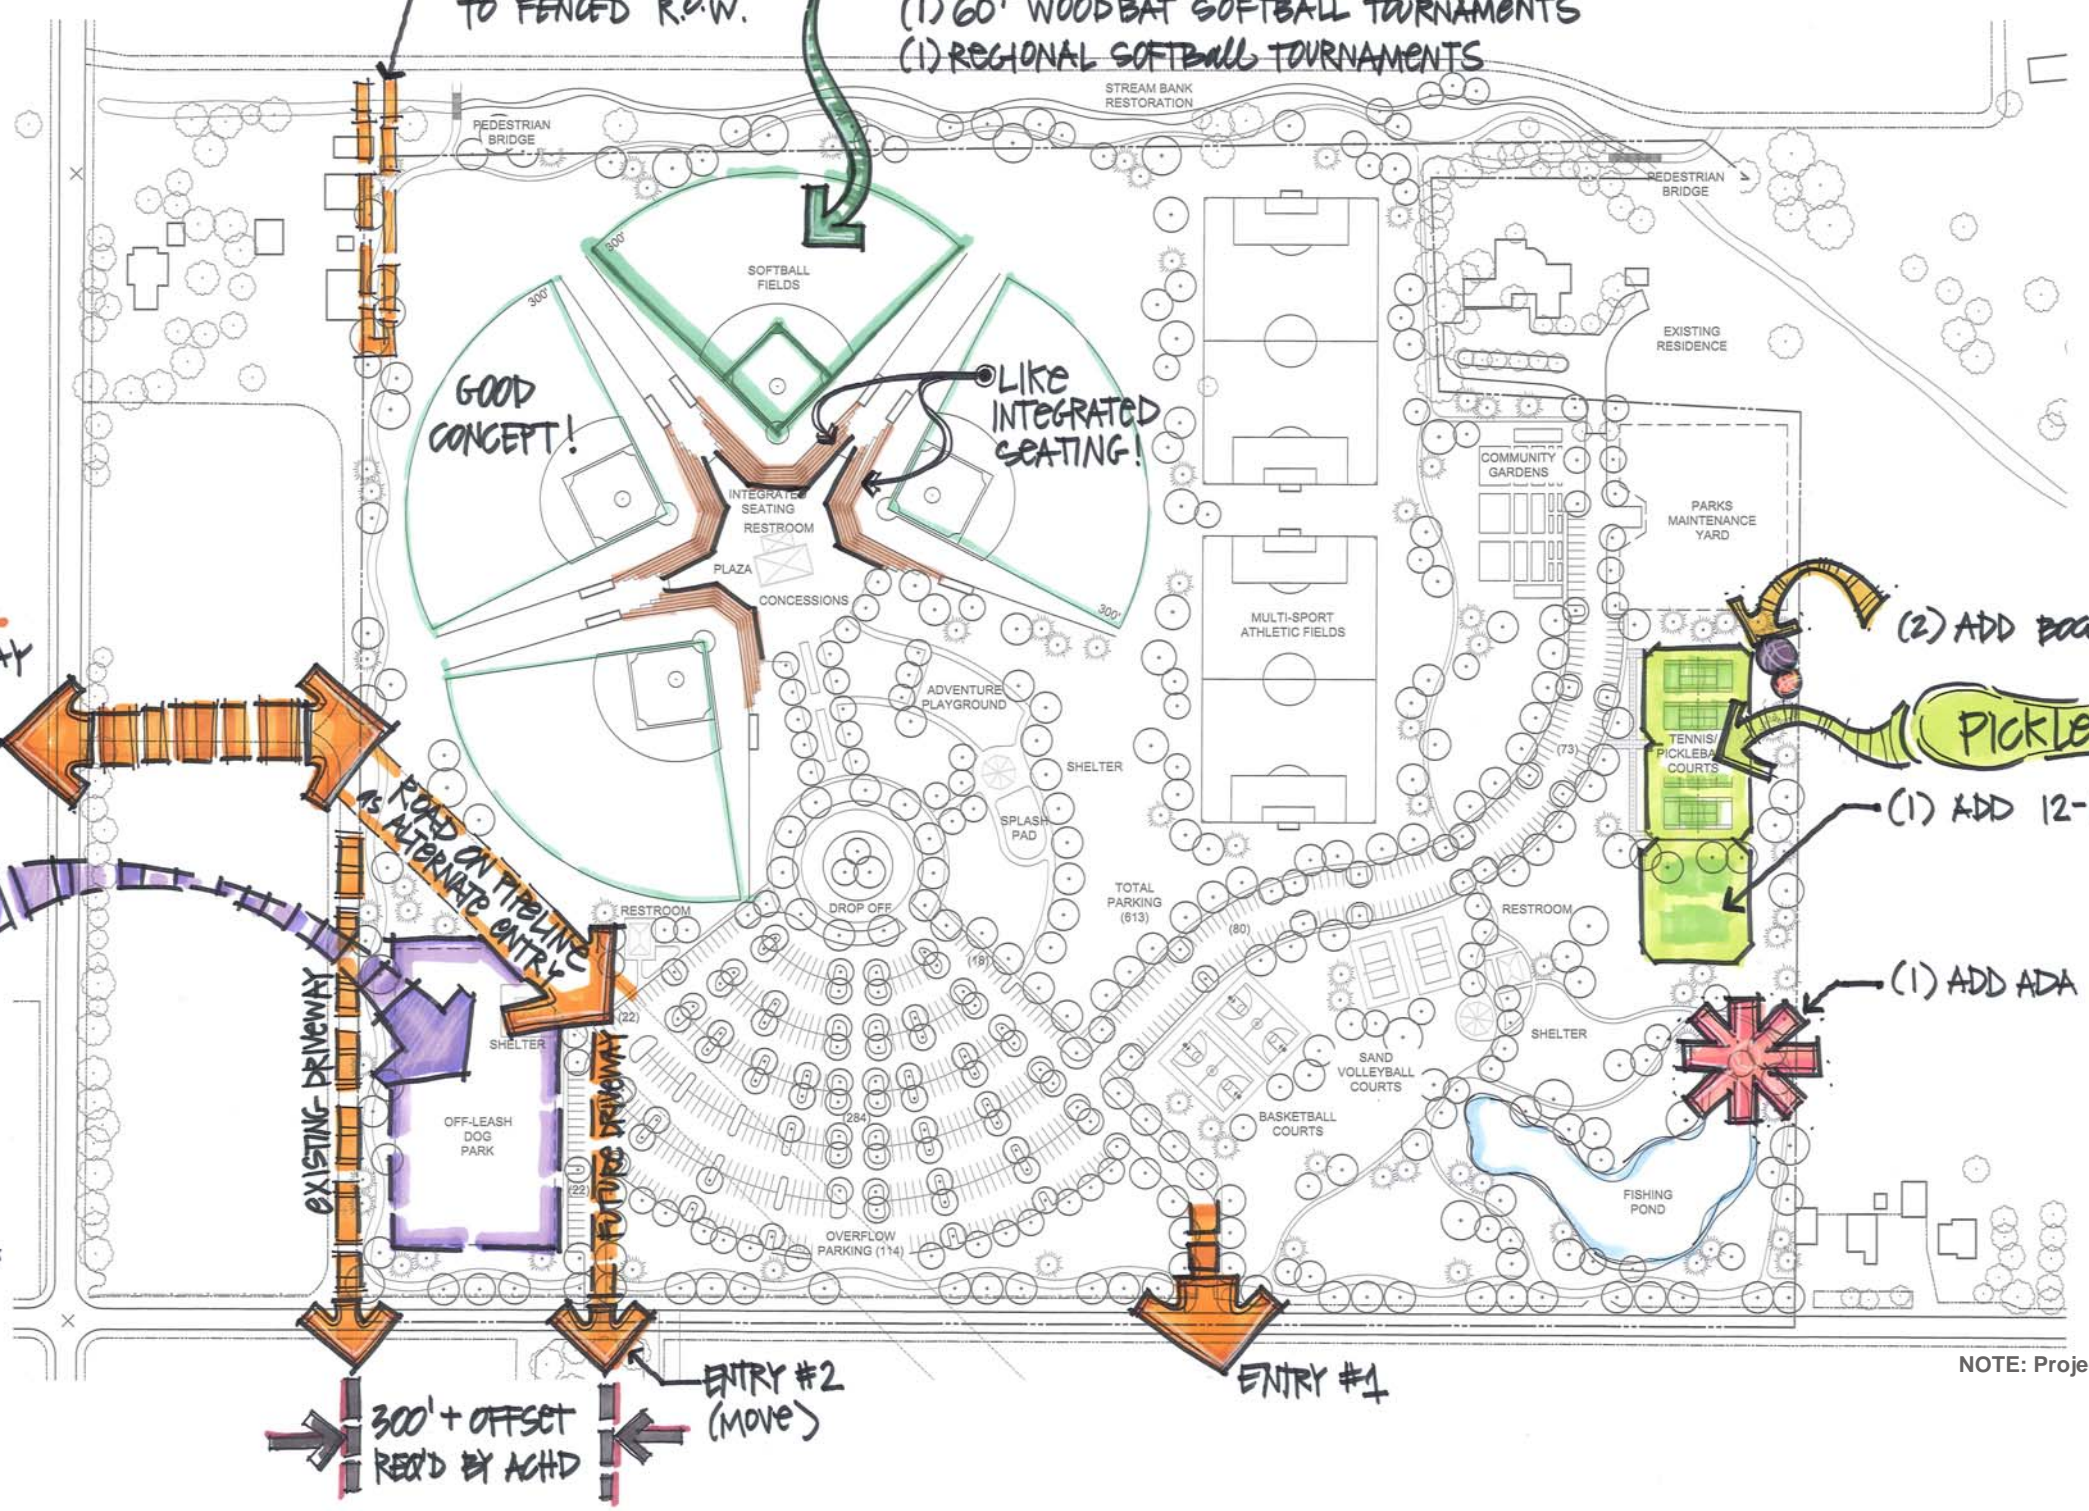 TO FENCED R.O.W.
(1) 60' WOODBAT SOFTBALL TOURNAMENTS
(1) REGIONAL SOFTBALL TOURNAMENTS
STREAM BANK
RESTORATION
PEDESTRIAN
BRIDGE
PEDESTRIAN
BRIDGE
300'
SOFTBALL
FIELDS
300'
EXISTING
RESIDENCE
GOOD
CONCEPT!
LIKE
INTEGRATED
SEATING!
COMMUNITY
GARDENS
INTEGRATED
SEATING
RESTROOM
PARKS
MAINTENANCE
YARD
PLAZA
CONCESSIONS
300'
MULTI-SPORT
ATHLETIC FIELDS
(2) ADD
ADVENTURE
PLAYGROUND
PICKLE
(73)
TENNIS/
PICKLEBA
COURTS
SHELTER
ROAD ON PIPELINE
AS ALTERNATE ENTRY
(1) ADD 12-
SPLASH
PAD
TOTAL
PARKING
(613)
RESTROOM
DROP OFF
RESTROOM
(80)
(18)
(1) ADD ADA
(22)
SHELTER
SHELTER
SAND
VOLLEYBALL
COURTS
EXISTING DRIVEWAY
FUTURE DRIVEWAY
OFF-LEASH
DOG
PARK
(284)
BASKETBALL
COURTS
(22)
FISHING
POND
OVERFLOW
PARKING (114)
NOTE: Proje
ENTRY #2
(MOVE)
ENTRY #1
300'+ OFFSET
REQ'D BY ACHD